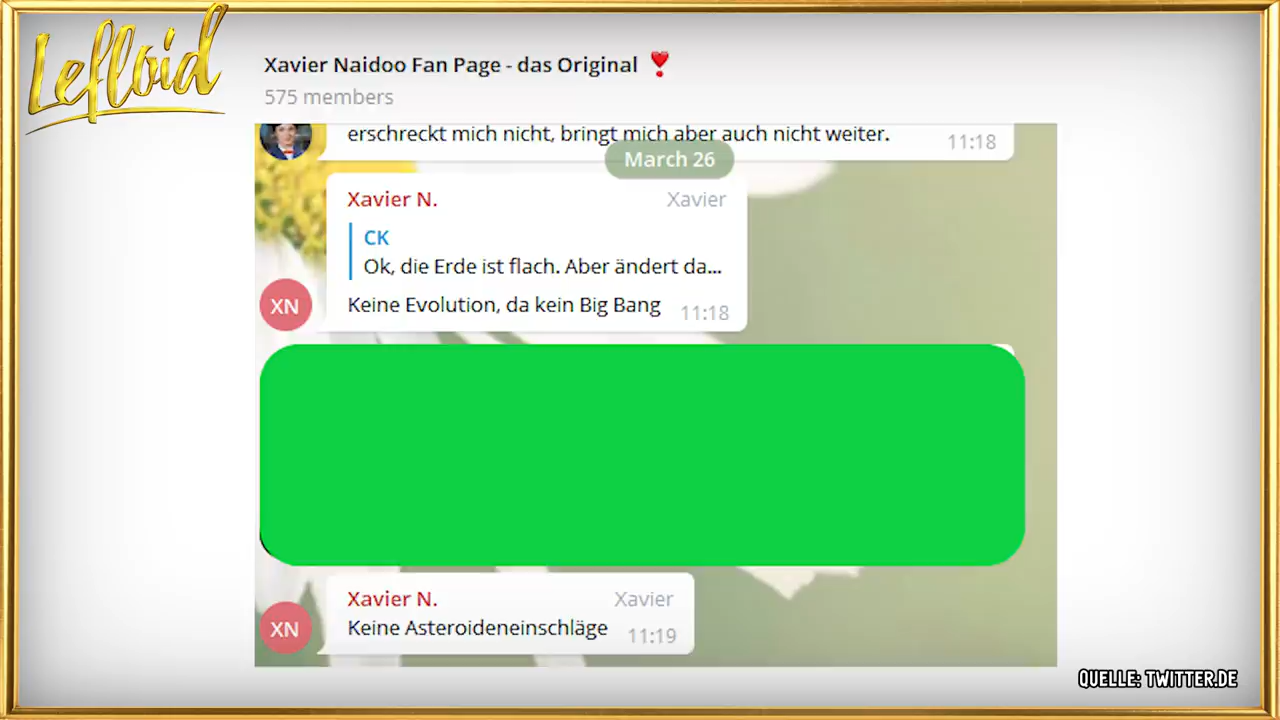 Lefloid
Xavier Naidoo Fan Page - das Original
575 members
erschreckt mich nicht, bringt mich aber auch nicht weiter.
11:18
March 26
Xavier N. Xavier
CK
Ok, die Erde ist flach. Aber ändert da...
XN
Keine Evolution, da kein Big Bang 11:18
Xavier N. Xavier
XN
Keine Asteroideneinschläge 11:19
QUELLE: TWITTER.DE